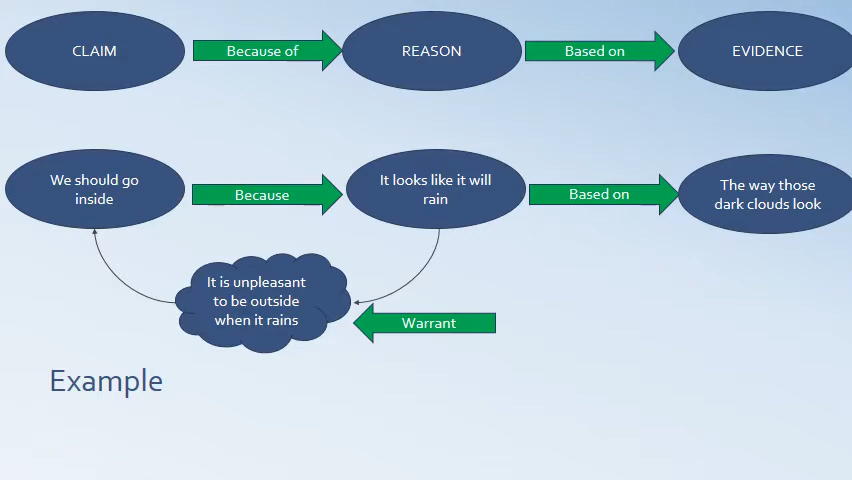 CLAIM
Because of
REASON
Based on
EVIDENCE
We should go
inside
Because
It looks like it will
rain
Based on
The way those
dark clouds look
It is unpleasant
to be outside
when it rains
Warrant
Example